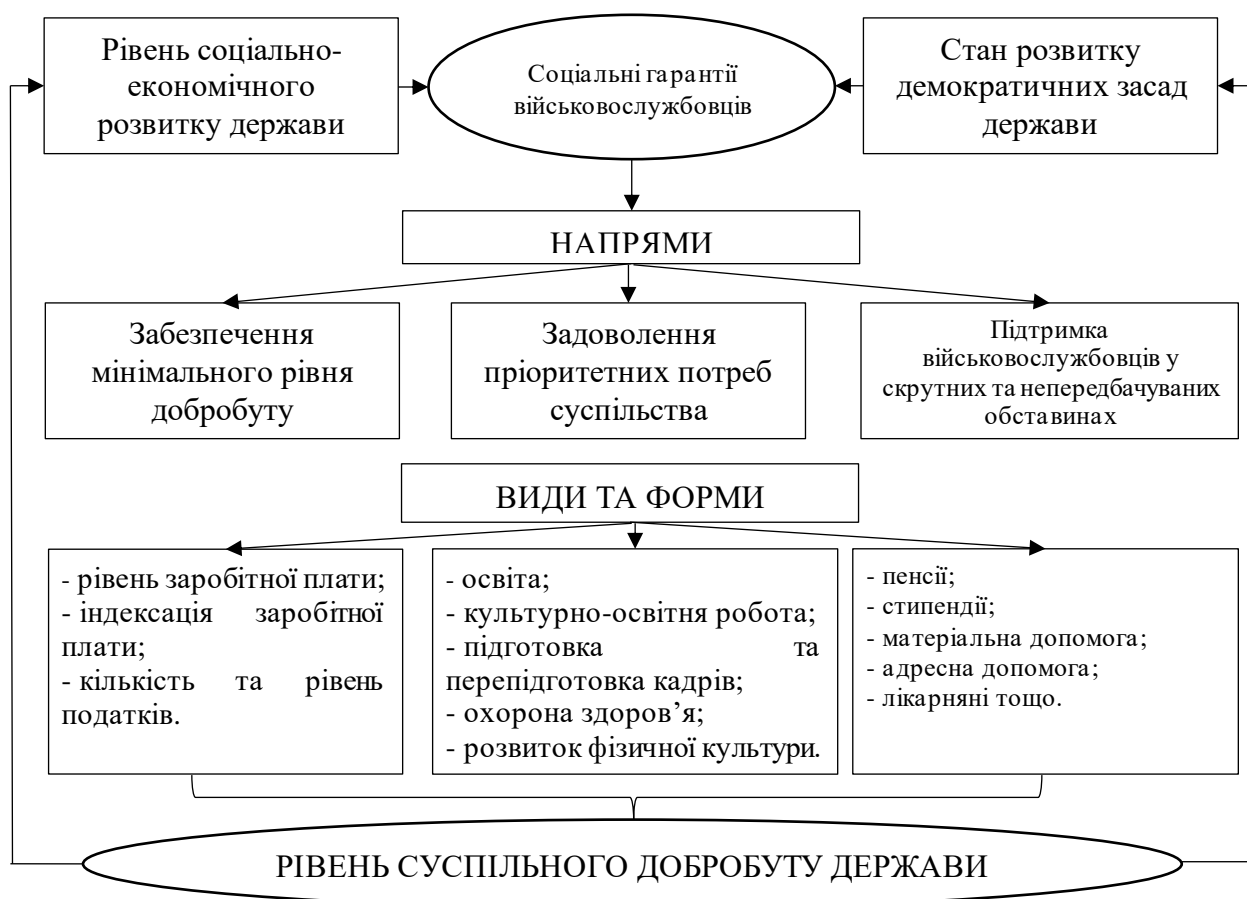 Рівень соціально-
економічного
розвитку держави
Соціальні гарантії
військовослужбовців
Стан розвитку
демократичних засад
держави
НАПРЯМИ
Забезпечення
мінімального рівня
добробуту
Задоволення
пріоритетних потреб
суспільства
Підтримка
військовослужбовців у
скрутних та непередбачуваних
обставинах
ВИДИ ТА ФОРМИ
- рівень заробітної плати;
- індексація заробітної
плати;
- кількість та рівень
податків.
- освіта;
- культурно-освітня робота;
- підготовка та
перепідготовка кадрів;
- охорона здоров’я;
- розвиток фізичної культури.
- пенсії;
- стипендії;
- матеріальна допомога;
- адресна допомога;
- лікарняні тощо.
РІВЕНЬ СУСПІЛЬНОГО ДОБРОБУТУ ДЕРЖАВИ